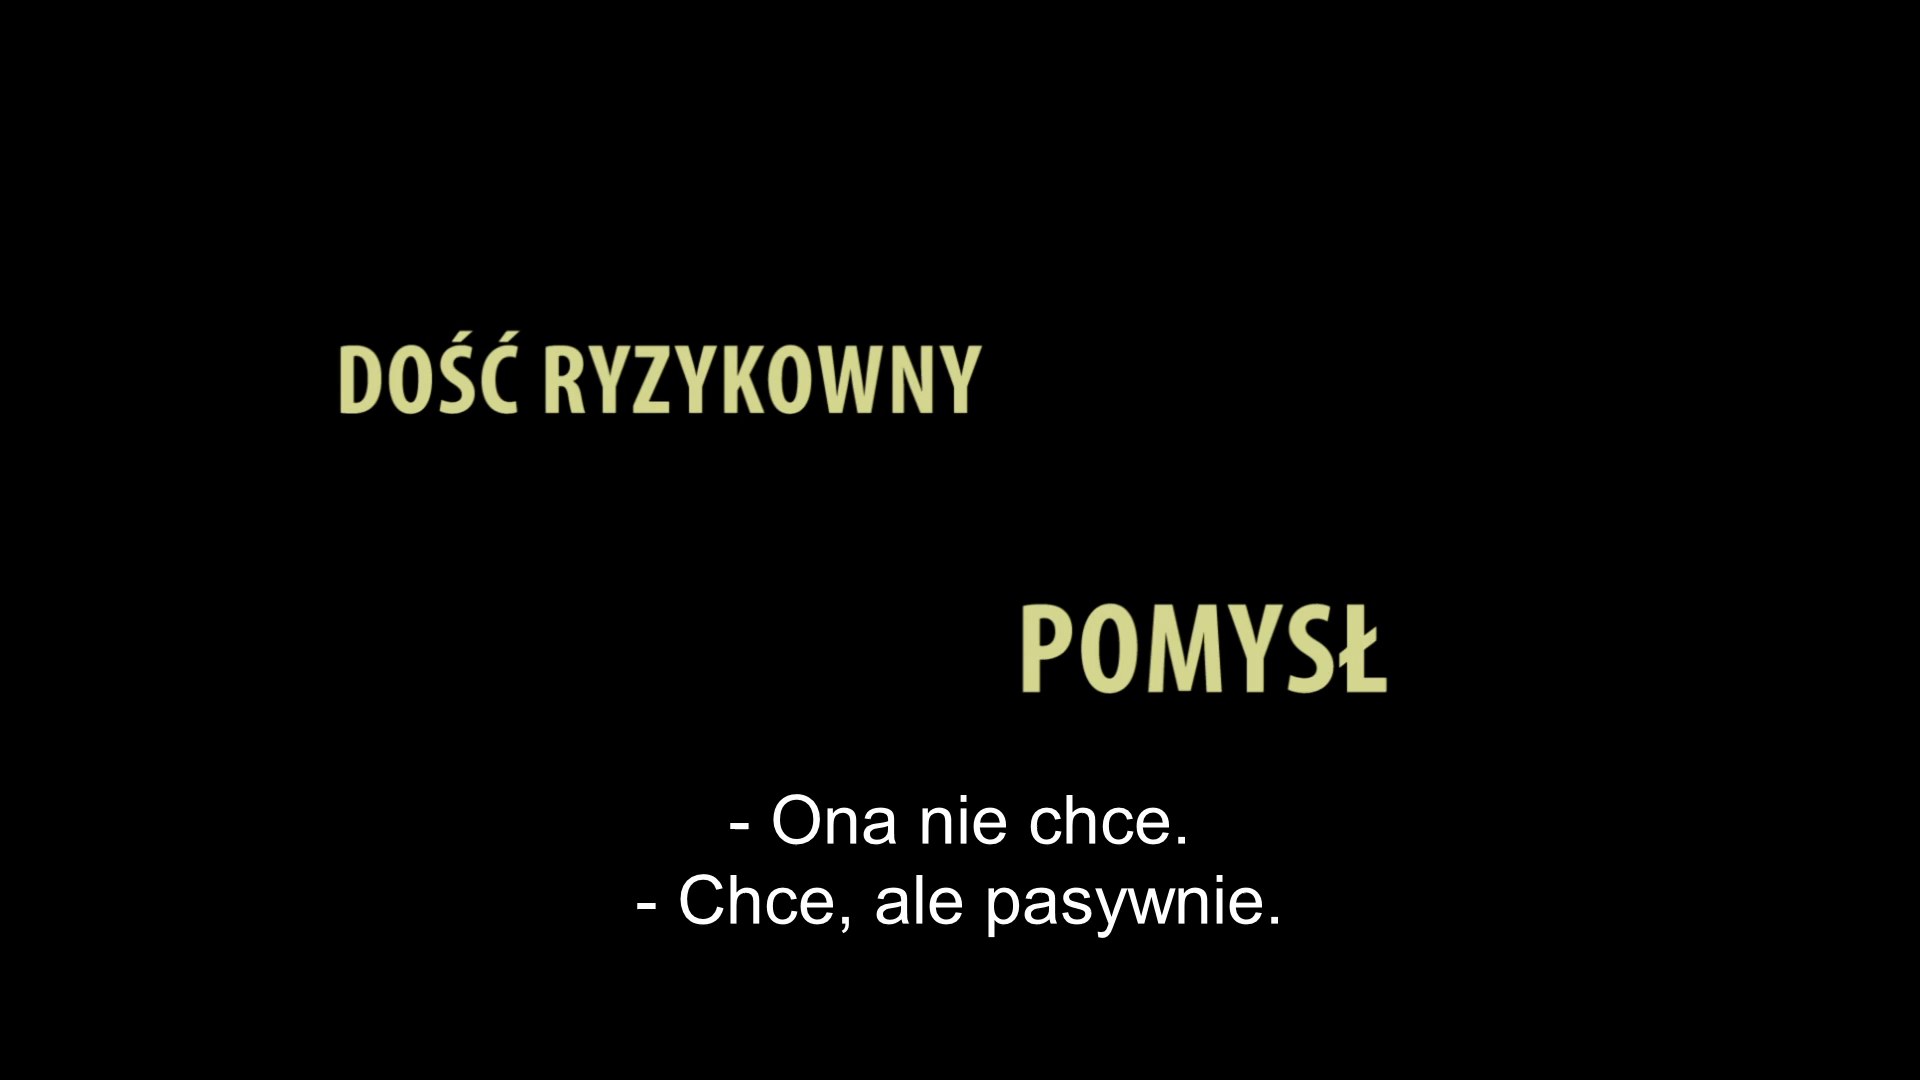 DOŚĆ RYZYKOWNY
POMYSŁ
- Ona nie chce.
- Chce, ale pasywnie.